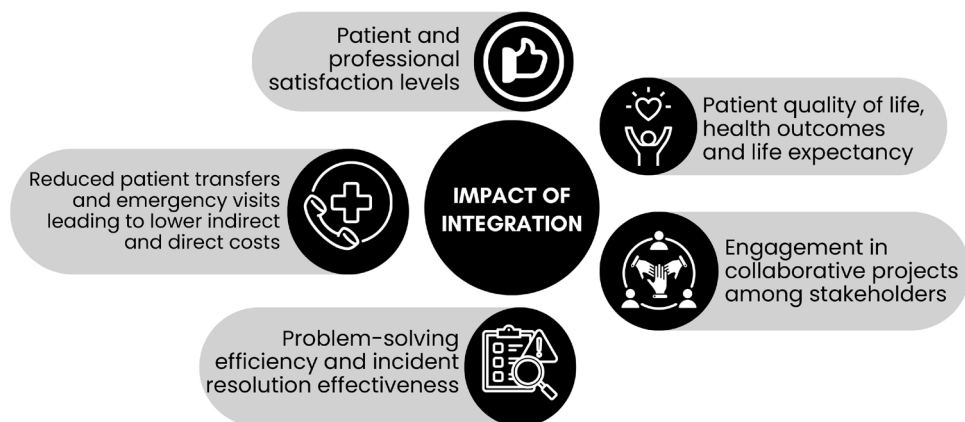 Patient and
professional
satisfaction levels
Patient quality of life,
health outcomes
and life expectancy
Reduced patient transfers
and emergency visits
leading to lower indirect
and direct costs
IMPACT OF
INTEGRATION
Engagement in
collaborative projects
among stakeholders
Problem-solving
efficiency and incident
resolution effectiveness